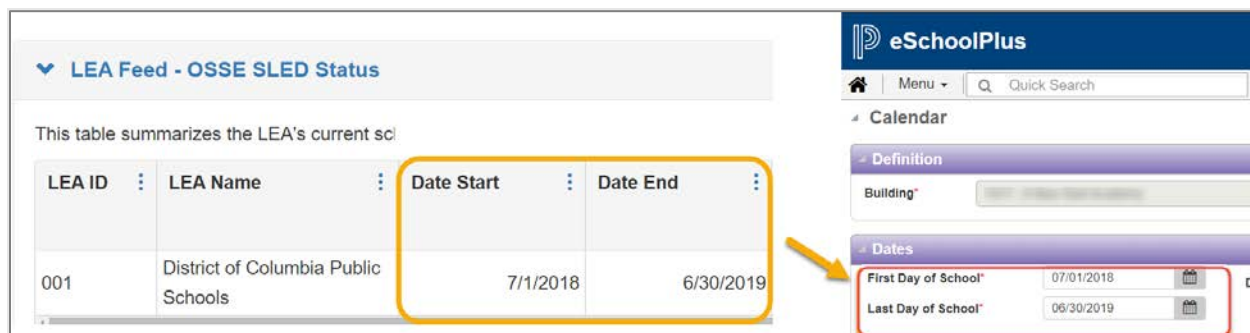 LEA Feed - OSSE SLED Status
This table summarizes the LEA's current
LEA ID LEA Name Date Start Date End
001 District of Columbia Public Schools 7/1/2018 6/30/2019
eSchoolPlus
Menu Quick Search
Calendar
Definition
Building*
Dates
First Day of School* 07/01/2018
Last Day of School* 06/30/2019